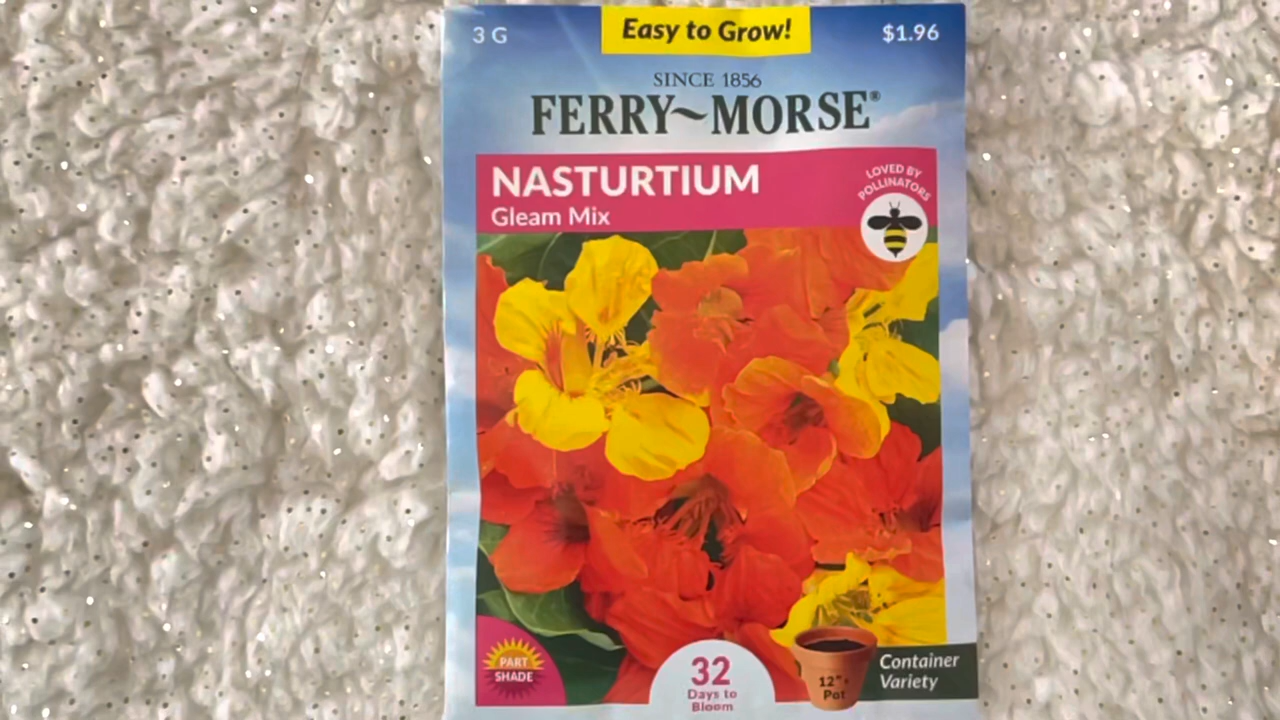 3 G
Easy to Grow!
$1.96
SINCE 1856
FERRY~MORSE®
NASTURTIUM
Gleam Mix
LOVED BY
POLLINATORS
PART
SHADE
32
Days to
Bloom
12"+
Pot
Container
Variety